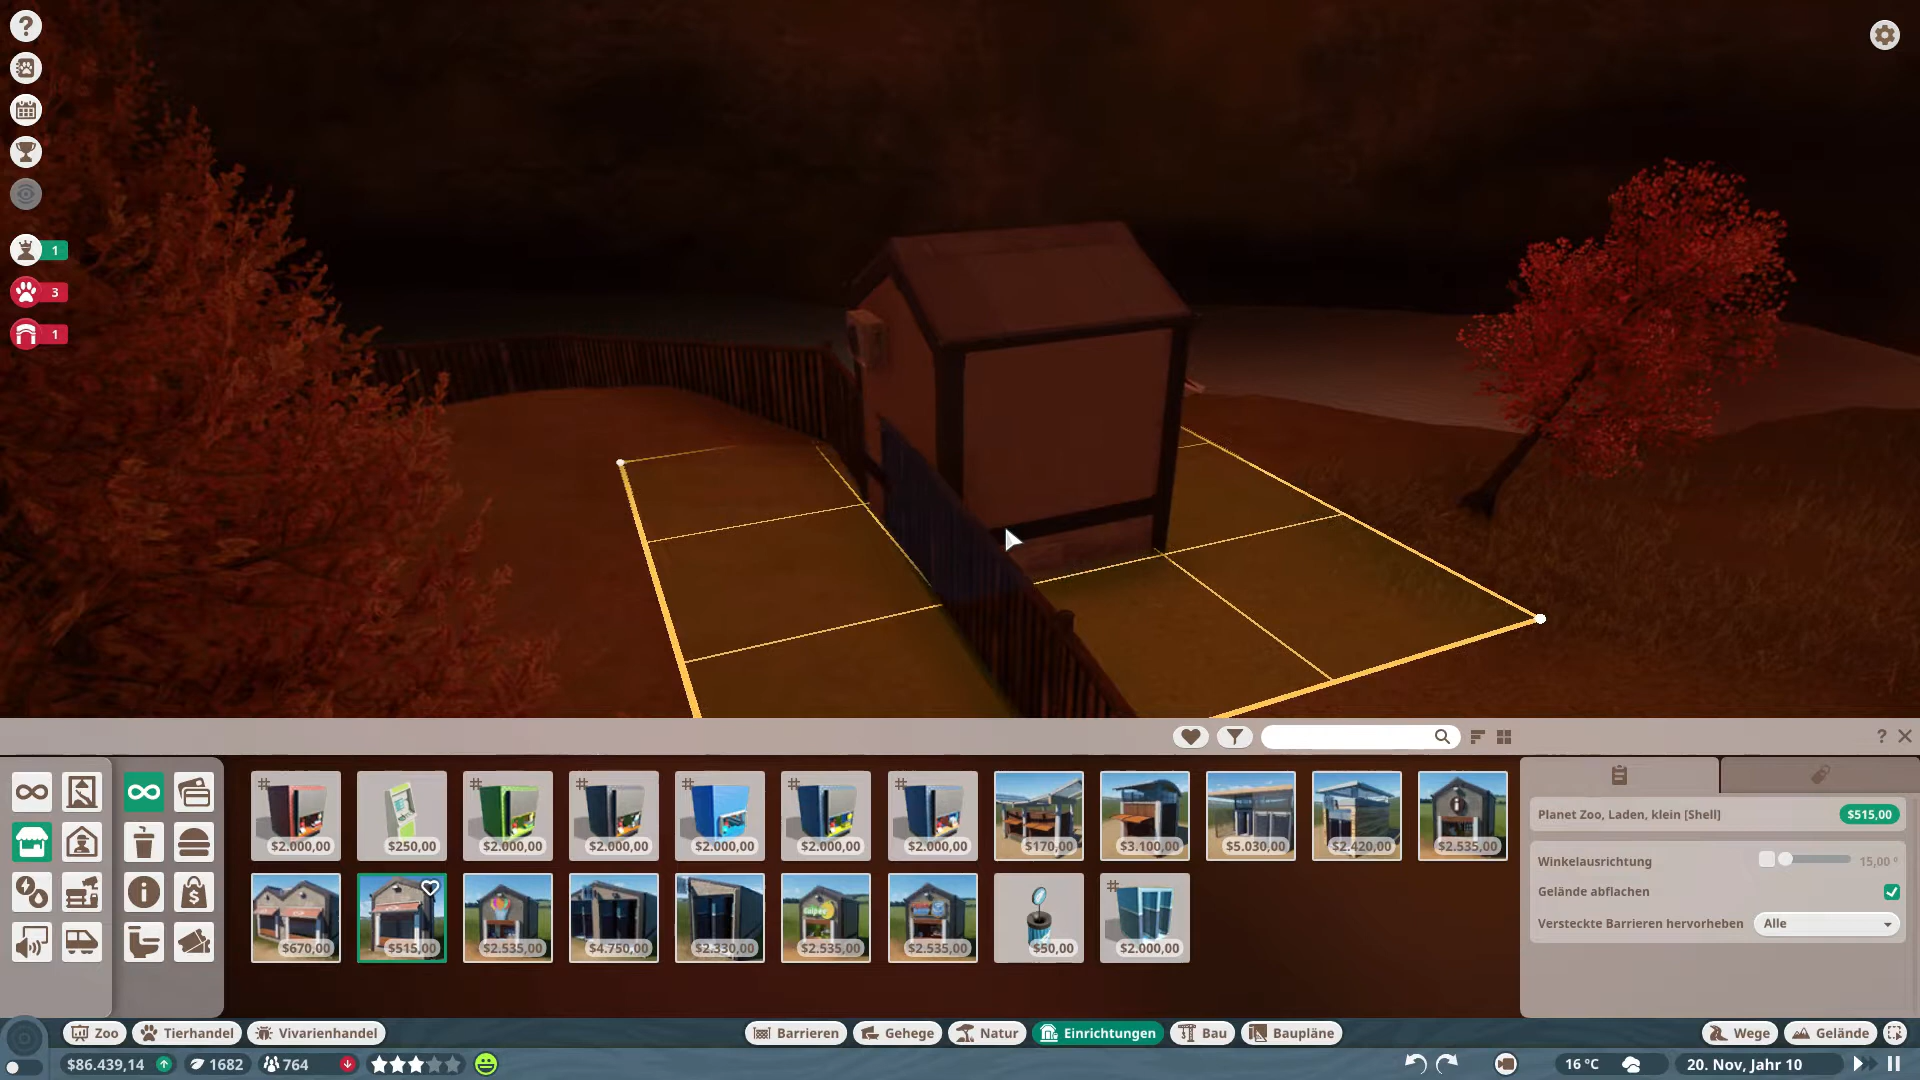 1
3
1
$2.000,00
$250,00
$2.000,00
$2.000,00
$2.000,00
$2.000,00
$2.000,00
$170,00
$3.100,00
$5.030,00
$2.420,00
$2.535,00
$670,00
$515,00
$2.535,00
$4.750,00
$2.330,00
$2.535,00
$2.535,00
$50,00
$2.000,00
Planet Zoo, Laden, klein [Shell]
$515,00
Winkelausrichtung
15,00 °
Gelände abflachen
Versteckte Barrieren hervorheben
Alle
Zoo
Tierhandel
Vivarienhandel
Barrieren
Gehege
Natur
Einrichtungen
Bau
Baupläne
Wege
Gelände
$86.439,14
1682
764
16 °C
20. Nov, Jahr 10